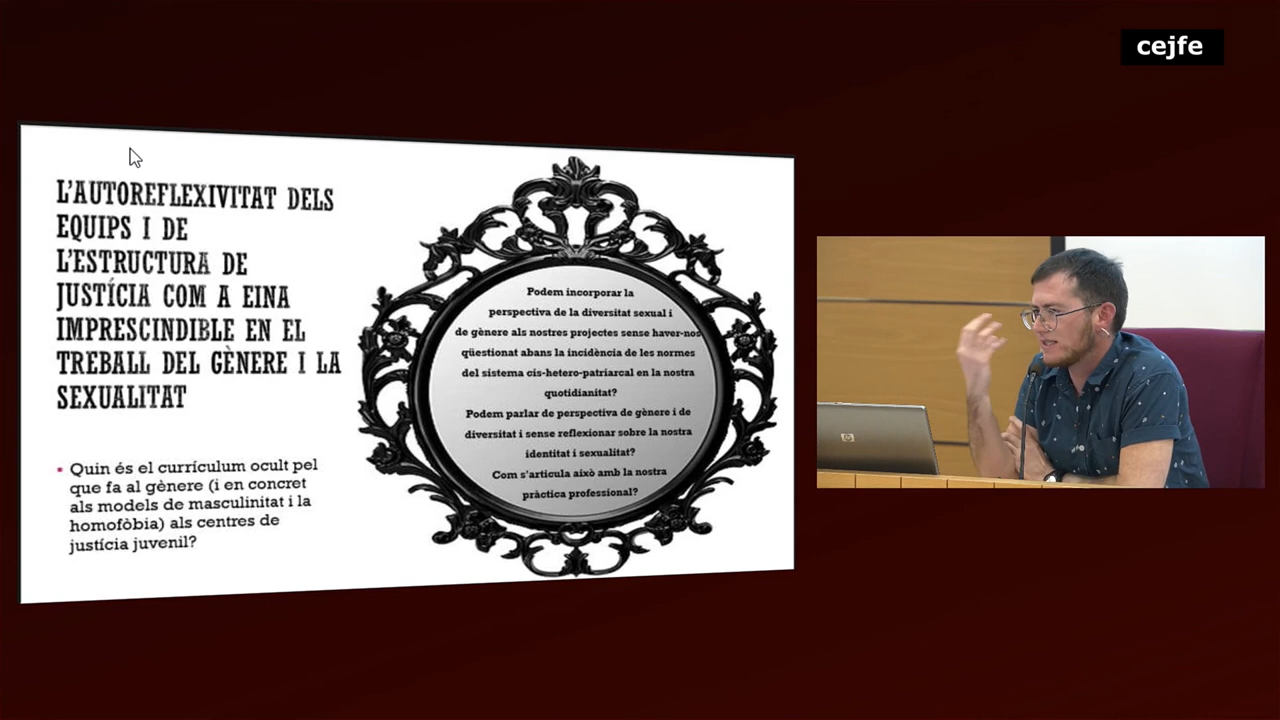 cejfe
L'AUTOREFLEXIVITAT DELS
EQUIPS I DE
L'ESTRUCTURA DE
JUSTÍCIA COM A EINA
IMPRESCINDIBLE EN EL
TREBALL DEL GÈNERE I LA
SEXUALITAT
Quin és el currículum ocult pel
que fa al gènere (i en concret
als models de masculinitat i la
homofòbia) als centres de
justícia juvenil?
Podem incorporar la
perspectiva de la diversitat sexual i
de gènere als nostres projectes sense haver-nos
qüestionat abans la incidència de les normes
del sistema cis-hetero-patriarcal en la nostra
quotidianitat?
Podem parlar de perspectiva de gènere i de
diversitat i sense reflexionar sobre la nostra
identitat i sexualitat?
Com s'articula això amb la nostra
pràctica professional?
hp